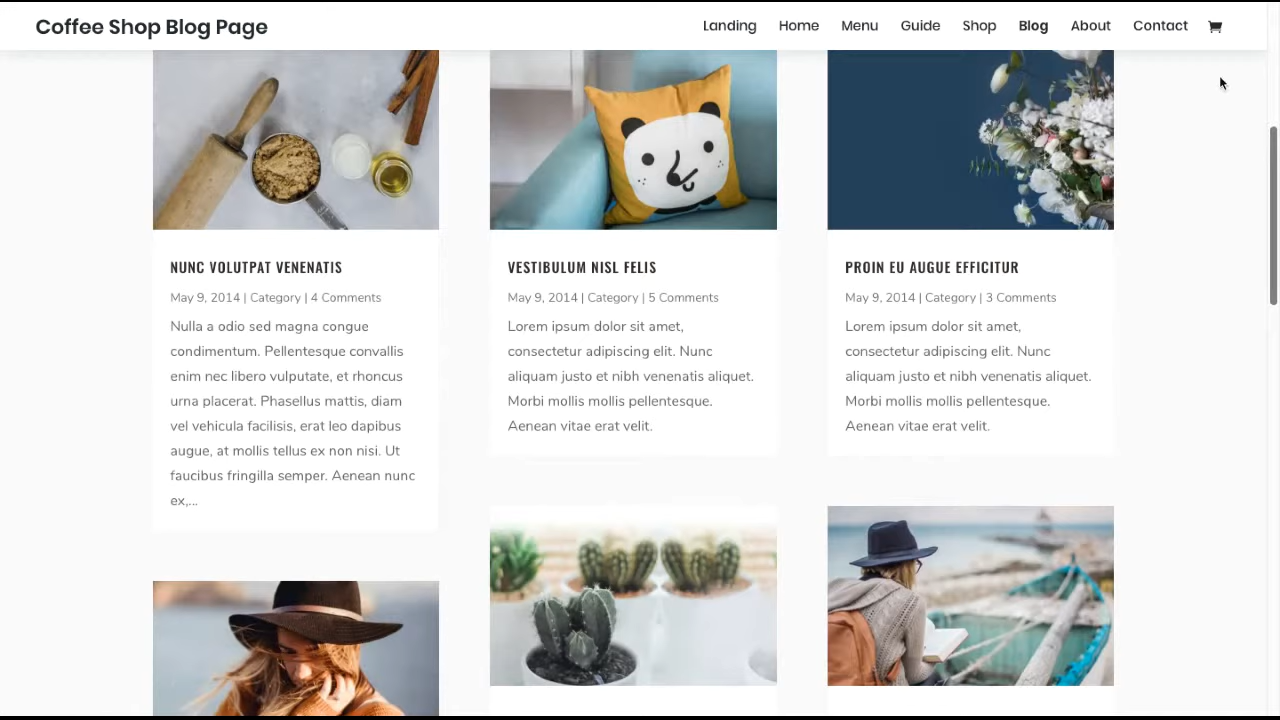 Coffee Shop Blog Page
Landing Home Menu Guide Shop Blog About Contact
NUNC VOLUTPAT VENENATIS
May 9, 2014 | Category | 4 Comments
Nulla a odio sed magna congue
condimentum. Pellentesque convallis
enim nec libero vulputate, et rhoncus
urna placerat. Phasellus mattis, diam
vel vehicula facilisis, erat leo dapibus
augue, at mollis tellus ex non nisi. Ut
faucibus fringilla semper. Aenean nunc
ex,...
VESTIBULUM NISL FELIS
May 9, 2014 | Category | 5 Comments
Lorem ipsum dolor sit amet,
consectetur adipiscing elit. Nunc
aliquam justo et nibh venenatis aliquet.
Morbi mollis mollis pellentesque.
Aenean vitae erat velit.
PROIN EU AUGUE EFFICITUR
May 9, 2014 | Category | 3 Comments
Lorem ipsum dolor sit amet,
consectetur adipiscing elit. Nunc
aliquam justo et nibh venenatis aliquet.
Morbi mollis mollis pellentesque.
Aenean vitae erat velit.